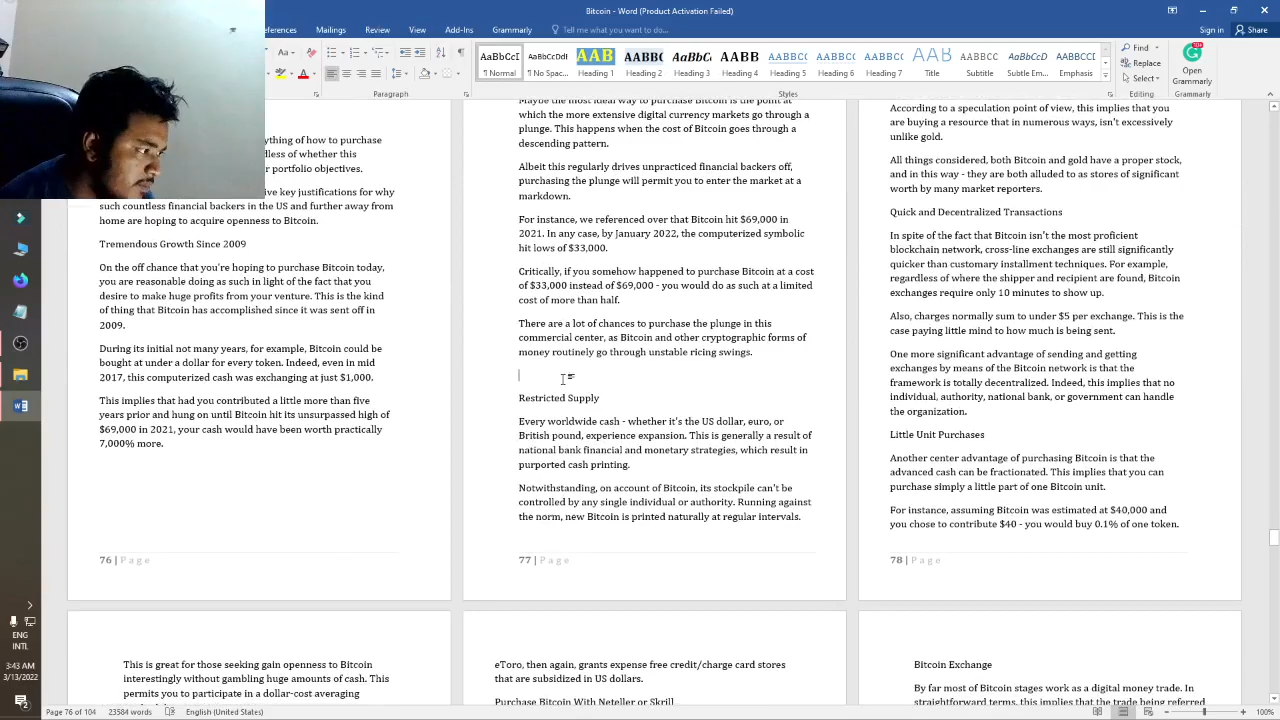 Bitcoin - Word (Product Activation Failed)
References
Mailings
Review
View
Add-Ins
Grammarly
Tell me what you want to do...
Sign in
Share
Aa
AaBbCcI
AaBbCcDdI
AAB
AABBC
AaBbC
AABB
AABBCC
AABBCC
AABBCC
AAB
AABBCC
AaBbCcD
AABBCCI
¶ Normal
¶ No Spac...
Heading 1
Heading 2
Heading 3
Heading 4
Heading 5
Heading 6
Heading 7
Title
Subtitle
Subtle Em...
Emphasis
Find
Replace
Select
Open
Grammarly
Paragraph
Styles
Editing
Grammarly
ything of how to purchase
dless of whether this
r portfolio objectives.
ive key justifications for why
such countless financial backers in the US and further away from
home are hoping to acquire openness to Bitcoin.
Tremendous Growth Since 2009
On the off chance that you're hoping to purchase Bitcoin today,
you are reasonable doing as such in light of the fact that you
desire to make huge profits from your venture. This is the kind
of thing that Bitcoin has accomplished since it was sent off in
2009.
During its initial not many years, for example, Bitcoin could be
bought at under a dollar for every token. Indeed, even in mid
2017, this computerized cash was exchanging at just $1,000.
This implies that had you contributed a little more than five
years prior and hung on until Bitcoin hit its unsurpassed high of
$69,000 in 2021, your cash would have been worth practically
7,000% more.
76 | Page
Maybe the most ideal way to purchase Bitcoin is the point at
which the more extensive digital currency markets go through a
plunge. This happens when the cost of Bitcoin goes through a
descending pattern.
Albeit this regularly drives unpracticed financial backers off,
purchasing the plunge will permit you to enter the market at a
markdown.
For instance, we referenced over that Bitcoin hit $69,000 in
2021. In any case, by January 2022, the computerized symbolic
hit lows of $33,000.
Critically, if you somehow happened to purchase Bitcoin at a cost
of $33,000 instead of $69,000 - you would do as such at a limited
cost of more than half.
There are a lot of chances to purchase the plunge in this
commercial center, as Bitcoin and other cryptographic forms of
money routinely go through unstable ricing swings.
Restricted Supply
Every worldwide cash - whether it's the US dollar, euro, or
British pound, experience expansion. This is generally a result of
national bank financial and monetary strategies, which result in
purported cash printing.
Notwithstanding, on account of Bitcoin, its stockpile can't be
controlled by any single individual or authority. Running against
the norm, new Bitcoin is printed naturally at regular intervals.
77 | Page
According to a speculation point of view, this implies that you
are buying a resource that in numerous ways, isn't excessively
unlike gold.
All things considered, both Bitcoin and gold have a proper stock,
and in this way - they are both alluded to as stores of significant
worth by many market reporters.
Quick and Decentralized Transactions
In spite of the fact that Bitcoin isn't the most proficient
blockchain network, cross-line exchanges are still significantly
quicker than customary installment techniques. For example,
regardless of where the shipper and recipient are found, Bitcoin
exchanges require only 10 minutes to show up.
Also, charges normally sum to under $5 per exchange. This is the
case paying little mind to how much is being sent.
One more significant advantage of sending and getting
exchanges by means of the Bitcoin network is that the
framework is totally decentralized. Indeed, this implies that no
individual, authority, national bank, or government can handle
the organization.
Little Unit Purchases
Another center advantage of purchasing Bitcoin is that the
advanced cash can be fractionated. This implies that you can
purchase simply a little part of one Bitcoin unit.
For instance, assuming Bitcoin was estimated at $40,000 and
you chose to contribute $40 - you would buy 0.1% of one token.
78 | Page
This is great for those seeking gain openness to Bitcoin
interestingly without gambling huge amounts of cash. This
permits you to participate in a dollar-cost averaging
eToro, then again, grants expense free credit/charge card stores
that are subsidized in US dollars.
Purchase Bitcoin With Neteller or Skrill
Bitcoin Exchange
By far most of Bitcoin stages work as a digital money trade. In
straightforward terms, this implies that the trade being referred
INTL
3:43 AM
3/13/2022
2
Page 76 of 104
23584 words
English (United States)
100%